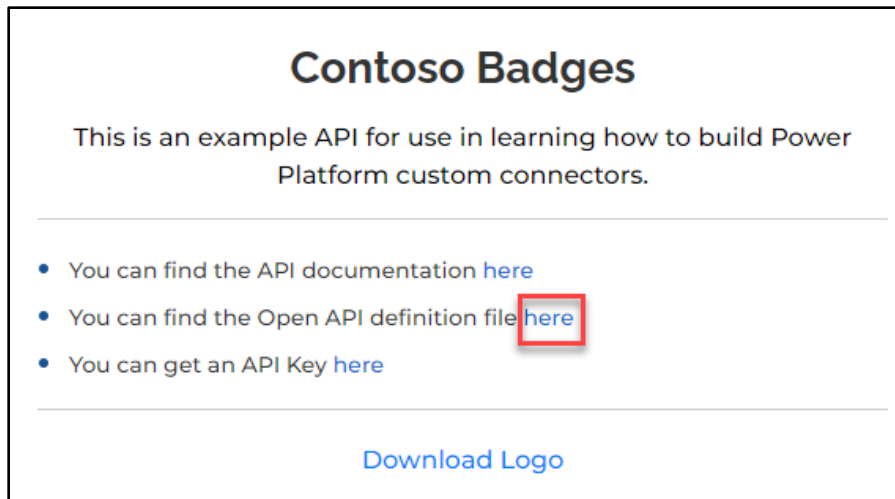 Contoso Badges
This is an example API for use in learning how to build Power
Platform custom connectors.
You can find the API documentation here
You can find the Open API definition file here
You can get an API Key here
Download Logo